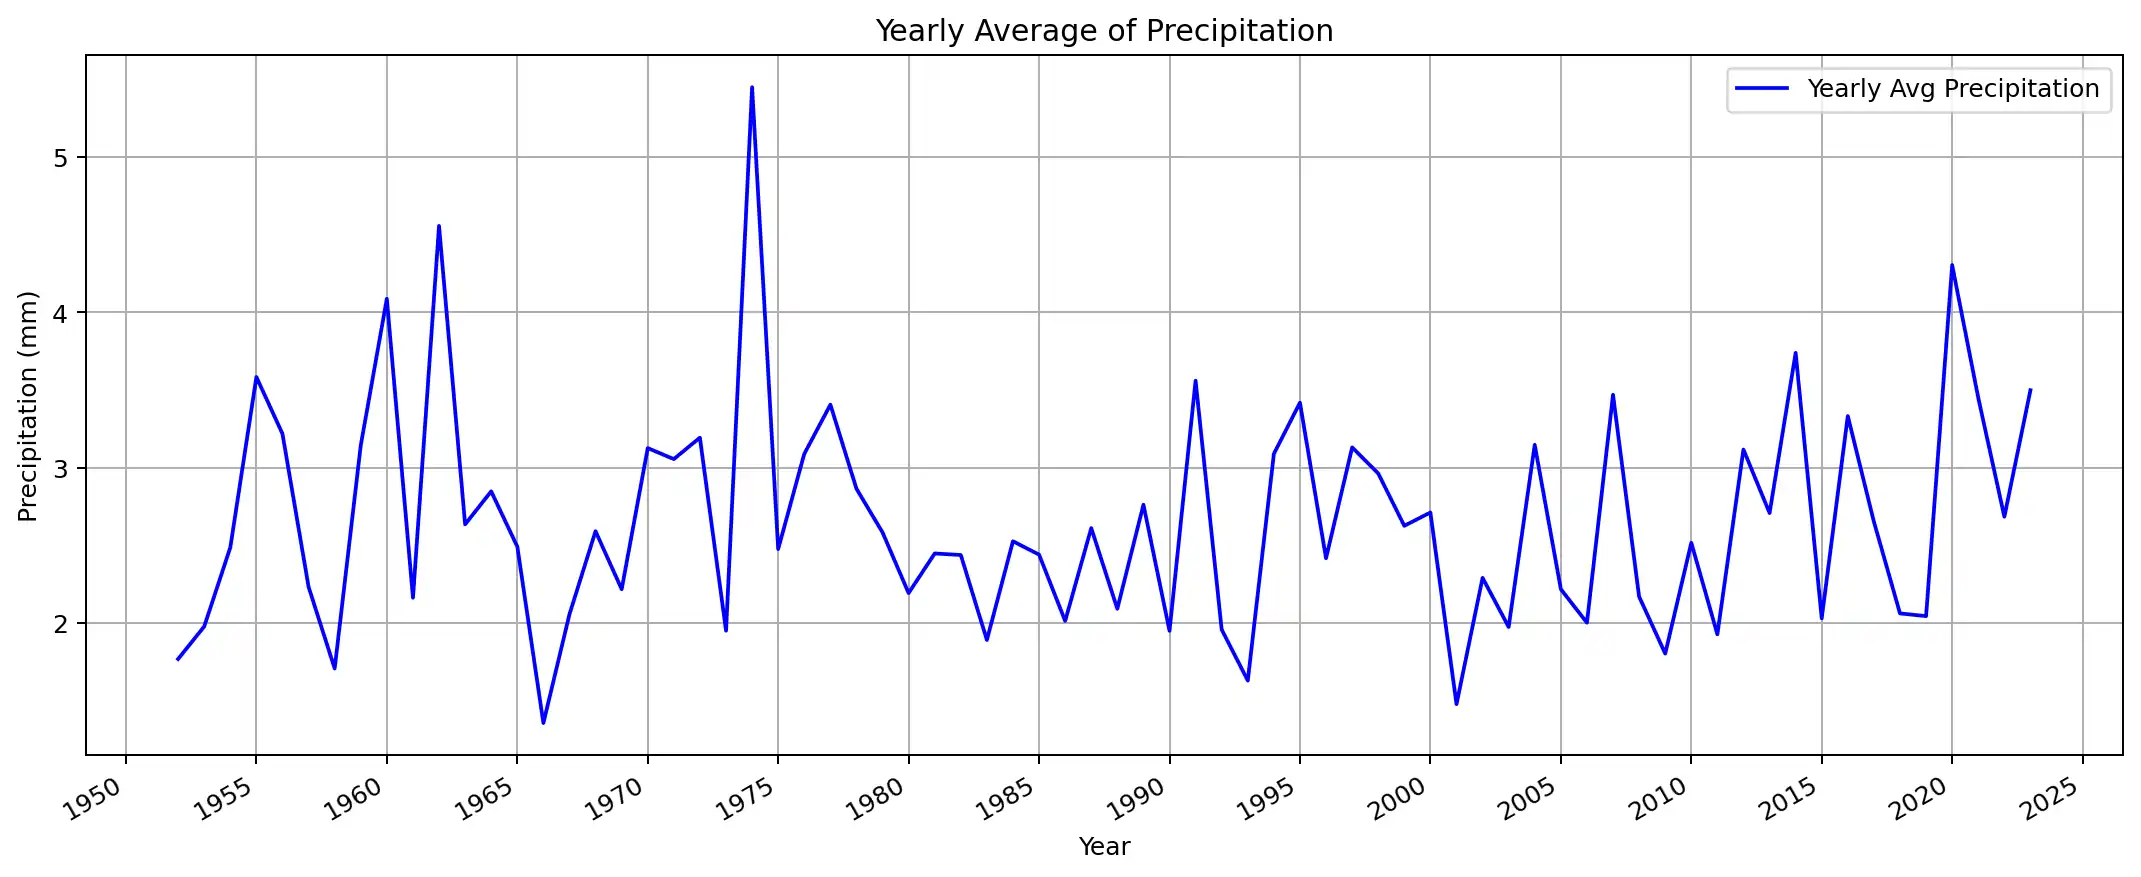 Yearly Average of Precipitation
Yearly Avg Precipitation
Precipitation (mm)
5
4
3
2
1950 1955 1960 1965 1970 1975 1980 1985 1990 1995 2000 2005 2010 2015 2020 2025
Year